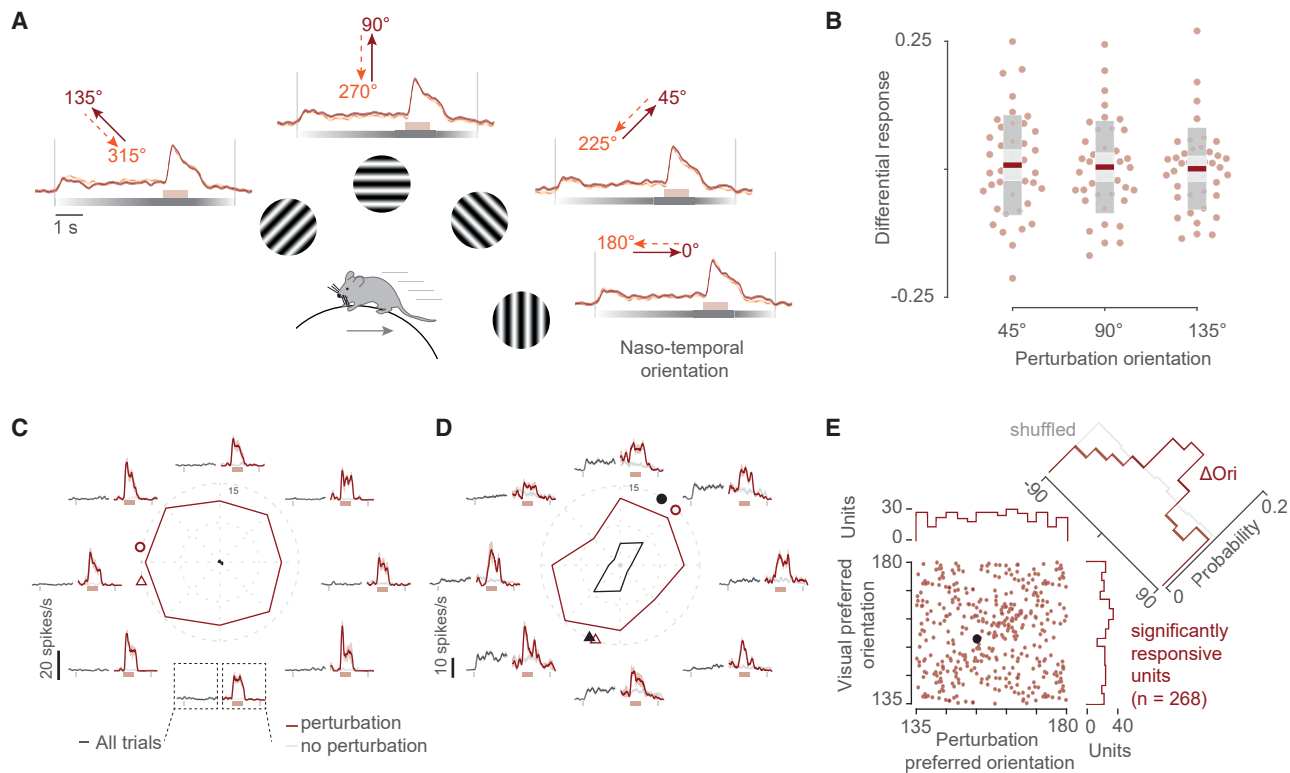 A
90°
270°
135°
315°
45°
225°
180°
0°
1 s
Naso-temporal
orientation
B
0.25
-0.25
Differential response
45°
90°
135°
Perturbation orientation
C
15
20 spikes/s
All trials
perturbation
no perturbation
D
15
10 spikes/s
E
shuffled
ΔOri
-90
90
0
0.2
Probability
Units
30
0
180
135
Visual preferred
orientation
135
180
Perturbation
preferred orientation
0
40
Units
significantly
responsive
units
(n = 268)